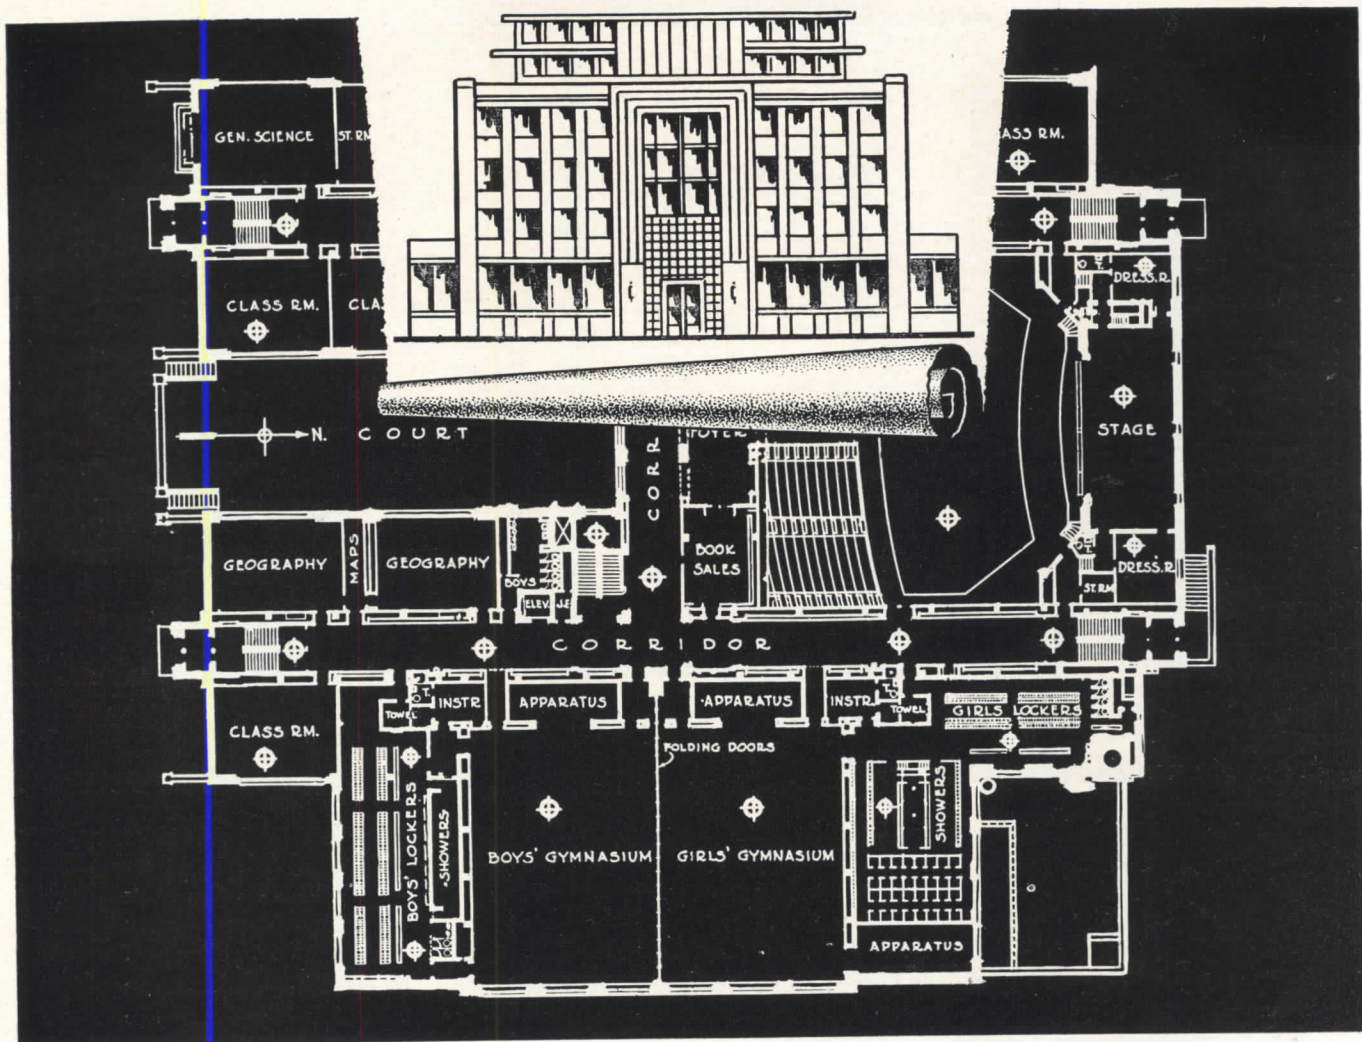 GEN. SCIENCE
ST. RM
ASS RM.
CLASS RM.
CLA
DRESS. R.
STAGE
N.
COURT
CORR
FOYER
GEOGRAPHY
MAPS
GEOGRAPHY
BOYS
ELEV.
BOOK
SALES
DRESS. R.
ST. RM
CORRIDOR
TOWEL
T.
INSTR
APPARATUS
APPARATUS
INSTR.
T.
TOWEL
GIRLS LOCKERS
CLASS RM.
FOLDING DOORS
BOYS' LOCKERS
SHOWERS
BOYS' GYMNASIUM
GIRLS' GYMNASIUM
SHOWERS
APPARATUS